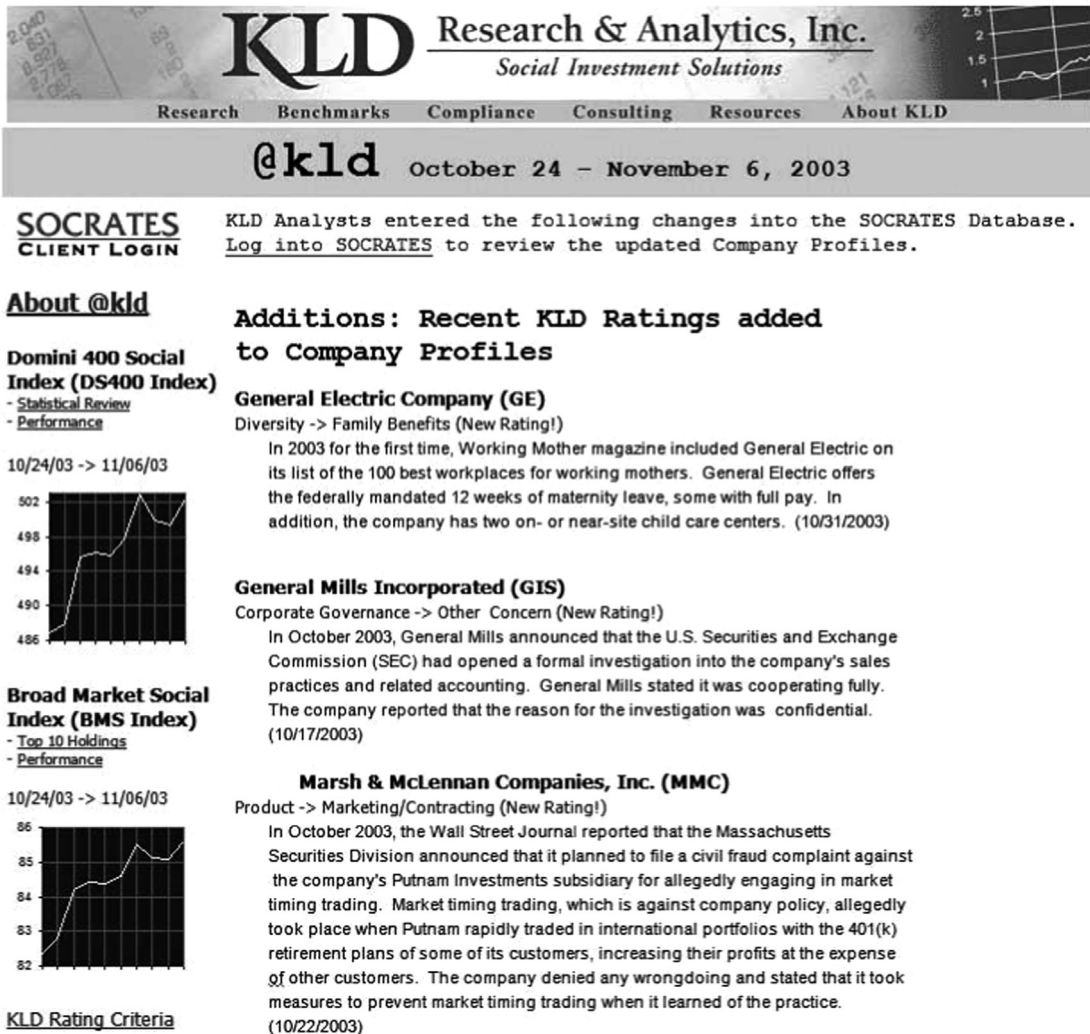 KLD Research & Analytics, Inc.
Social Investment Solutions
2.5
2
1.5
1
Research Benchmarks Compliance Consulting Resources About KLD
@kld October 24 – November 6, 2003
SOCRATES
CLIENT LOGIN
KLD Analysts entered the following changes into the SOCRATES Database.
Log into SOCRATES to review the updated Company Profiles.
About @kld
Domini 400 Social
Index (DS400 Index)
- Statistical Review
- Performance
10/24/03 -> 11/06/03
502
498
494
490
486
Broad Market Social
Index (BMS Index)
- Top 10 Holdings
- Performance
10/24/03 -> 11/06/03
86
85
84
83
82
KLD Rating Criteria
Additions: Recent KLD Ratings added
to Company Profiles
General Electric Company (GE)
Diversity -> Family Benefits (New Rating!)
In 2003 for the first time, Working Mother magazine included General Electric on
its list of the 100 best workplaces for working mothers. General Electric offers
the federally mandated 12 weeks of maternity leave, some with full pay. In
addition, the company has two on- or near-site child care centers. (10/31/2003)
General Mills Incorporated (GIS)
Corporate Governance -> Other Concern (New Rating!)
In October 2003, General Mills announced that the U.S. Securities and Exchange
Commission (SEC) had opened a formal investigation into the company's sales
practices and related accounting. General Mills stated it was cooperating fully.
The company reported that the reason for the investigation was confidential.
(10/17/2003)
Marsh & McLennan Companies, Inc. (MMC)
Product -> Marketing/Contracting (New Rating!)
In October 2003, the Wall Street Journal reported that the Massachusetts
Securities Division announced that it planned to file a civil fraud complaint against
the company's Putnam Investments subsidiary for allegedly engaging in market
timing trading. Market timing trading, which is against company policy, allegedly
took place when Putnam rapidly traded in international portfolios with the 401(k)
retirement plans of some of its customers, increasing their profits at the expense
of other customers. The company denied any wrongdoing and stated that it took
measures to prevent market timing trading when it learned of the practice.
(10/22/2003)